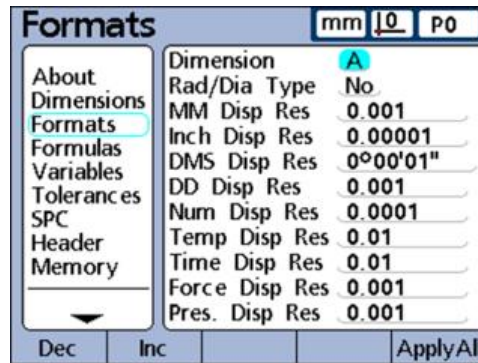 Formats
mm
0
P0
About
Dimensions
Formats
Formulas
Variables
Tolerances
SPC
Header
Memory
Dimension A
Rad/Dia Type No
MM Disp Res 0.001
Inch Disp Res 0.00001
DMS Disp Res 0°00'01"
DD Disp Res 0.001
Num Disp Res 0.0001
Temp Disp Res 0.01
Time Disp Res 0.01
Force Disp Res 0.001
Pres. Disp Res 0.001
Dec
Inc
ApplyAl